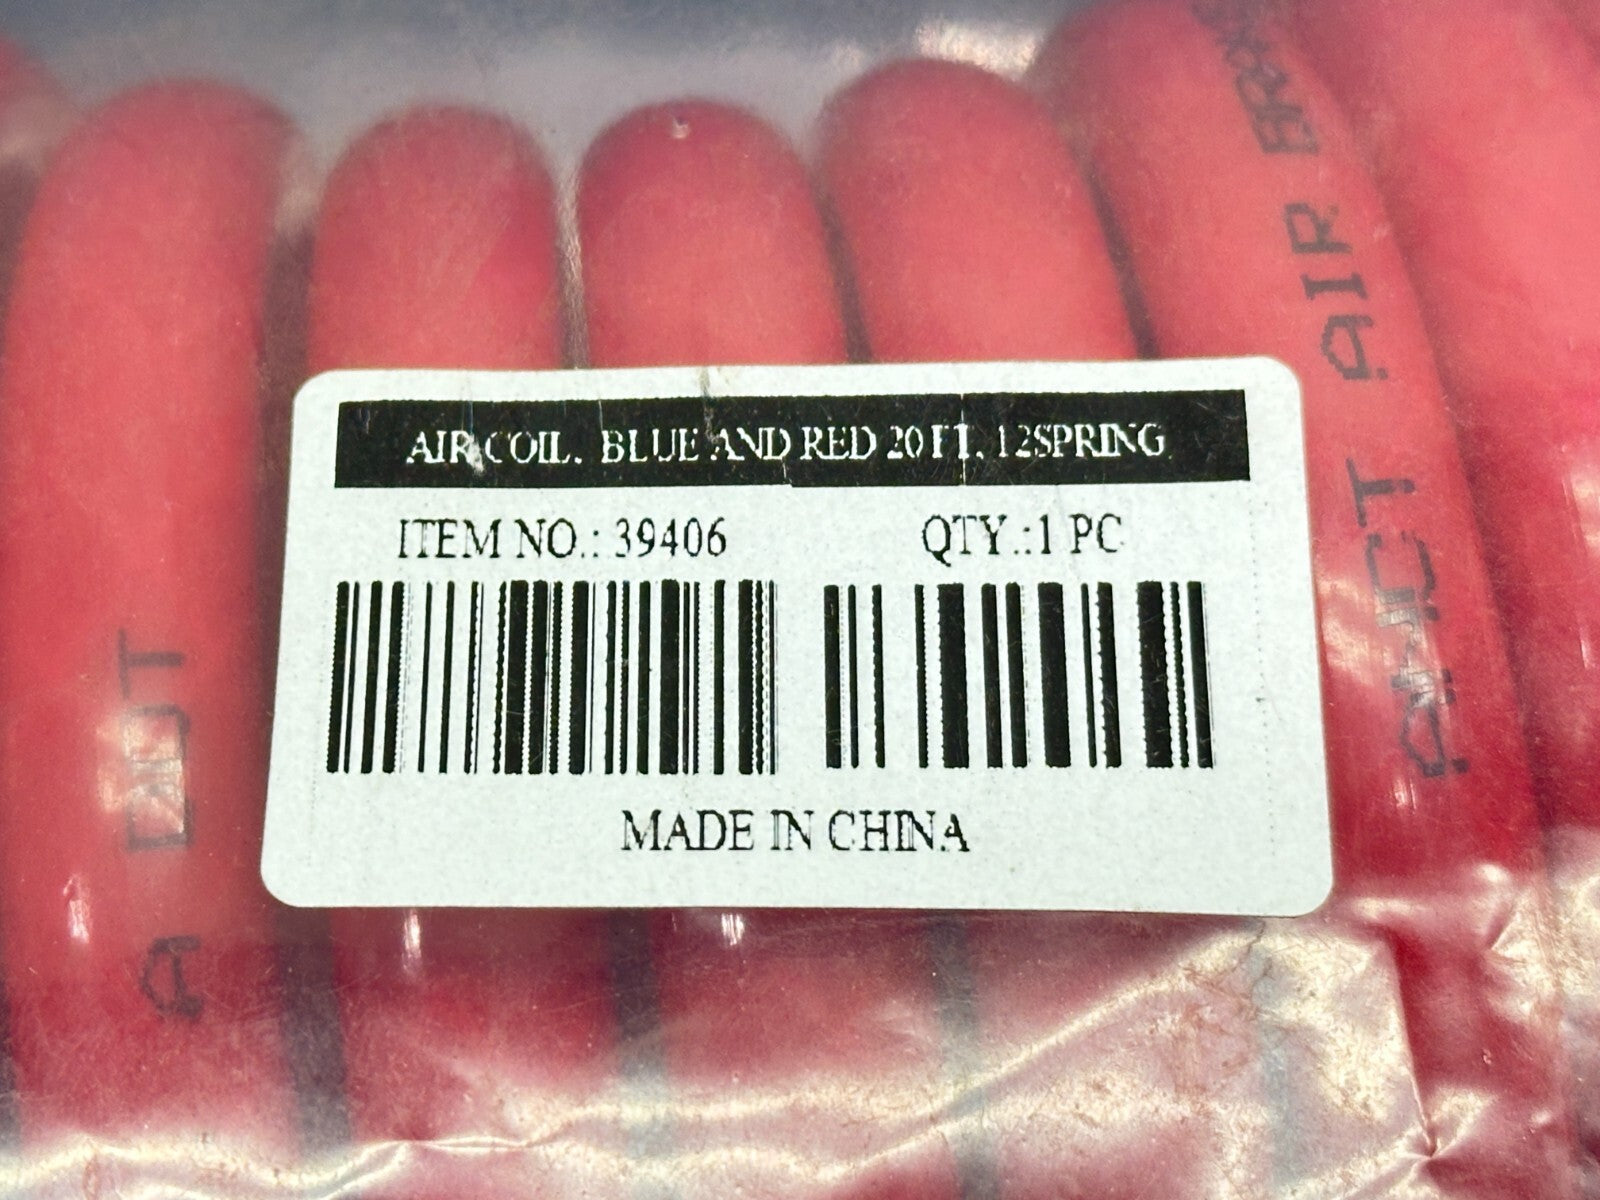 AIR COIL, BLUE AND RED 20 FT. 12SPRING
ITEM NO.: 39406
QTY.:1 PC
MADE IN CHINA
A DOT
AIR